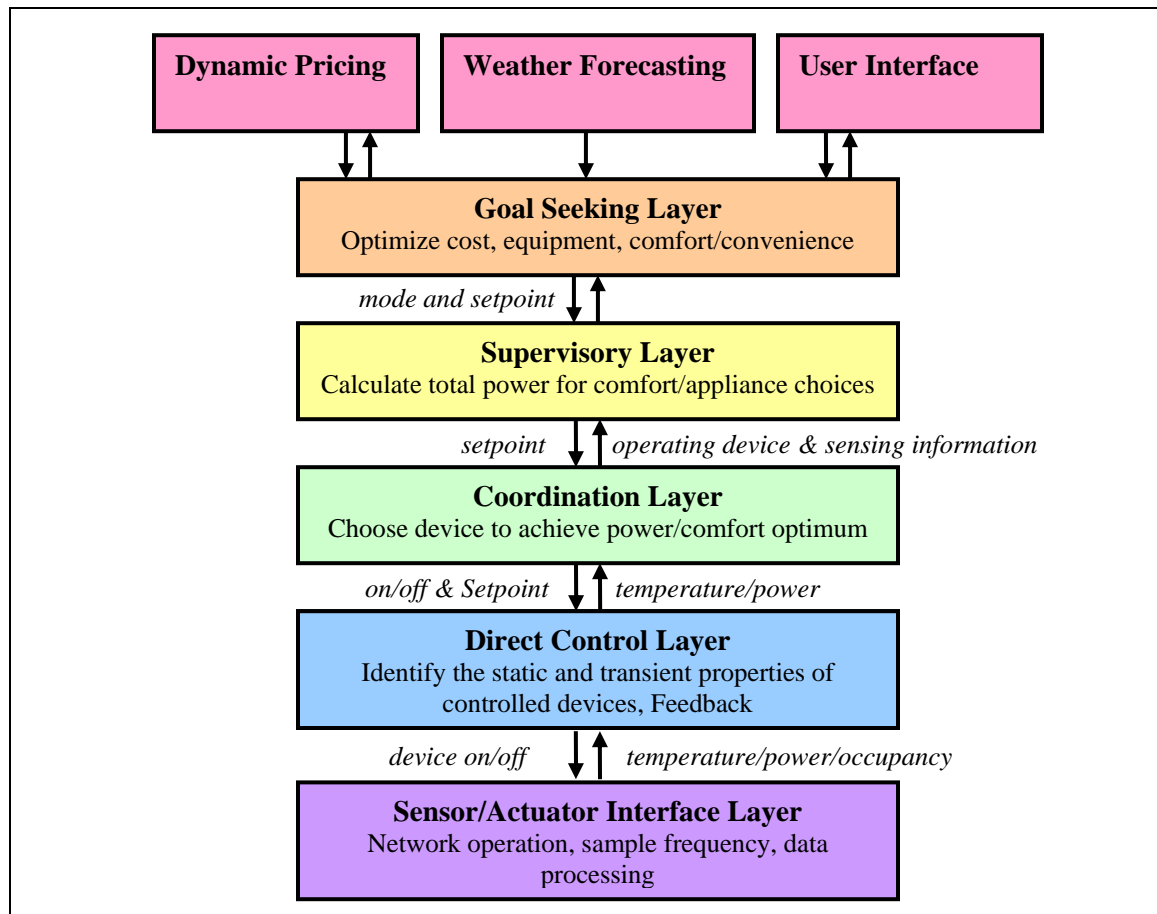 Dynamic Pricing
Weather Forecasting
User Interface
Goal Seeking Layer
Optimize cost, equipment, comfort/convenience
mode and setpoint
Supervisory Layer
Calculate total power for comfort/appliance choices
setpoint
operating device & sensing information
Coordination Layer
Choose device to achieve power/comfort optimum
on/off & Setpoint
temperature/power
Direct Control Layer
Identify the static and transient properties of
controlled devices, Feedback
device on/off
temperature/power/occupancy
Sensor/Actuator Interface Layer
Network operation, sample frequency, data
processing